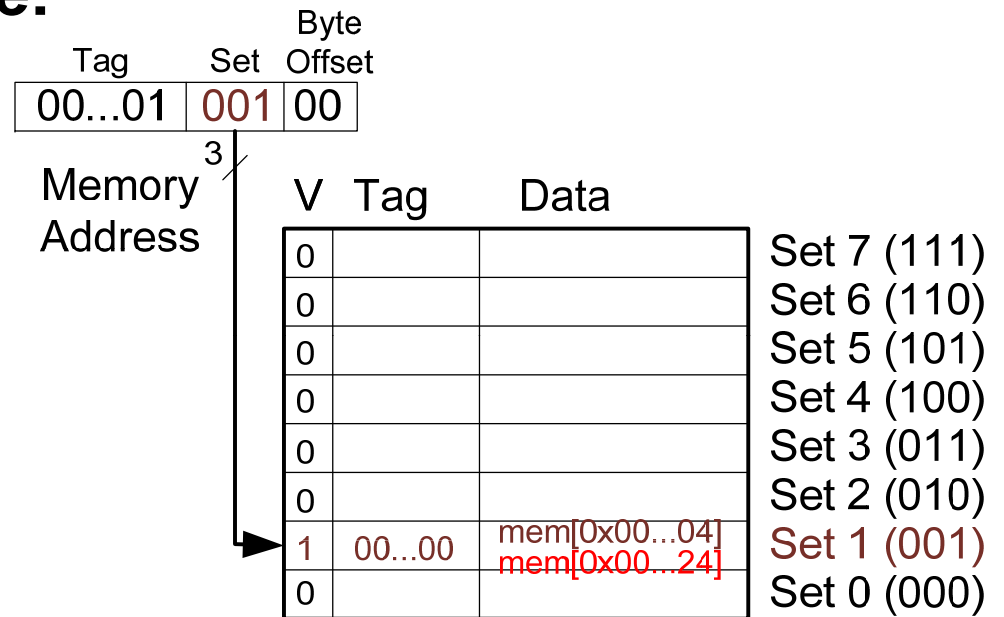 e:
Byte
Tag Set Offset
00...01 001 00
3
Memory
Address
V Tag Data
0 Set 7 (111)
0 Set 6 (110)
0 Set 5 (101)
0 Set 4 (100)
0 Set 3 (011)
0 Set 2 (010)
mem[0x00...04]
1 00...00 Set 1 (001)
mem[0x00...24]
0 Set 0 (000)